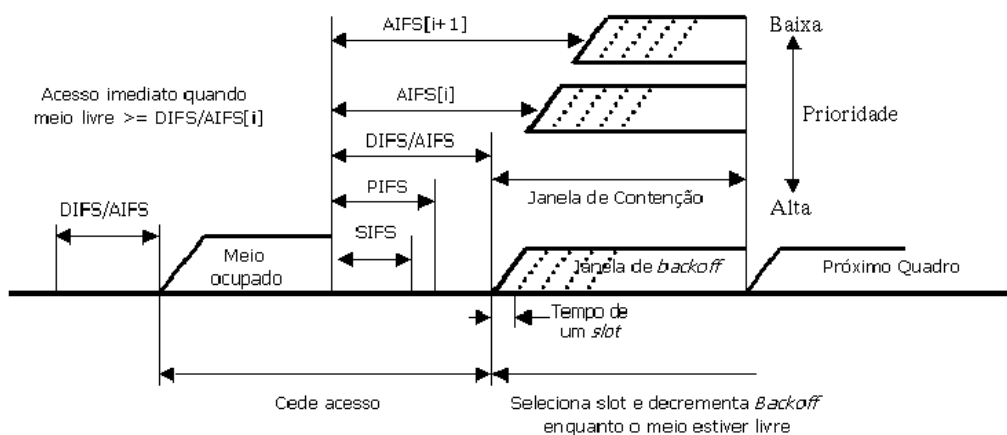 AIFS[i+1]
Baixa
Acesso imediato quando
meio livre >= DIFS/AIFS[i]
AIFS[i]
Prioridade
DIFS/AIFS
DIFS/AIFS
PIFS
Janela de Contenção
Alta
SIFS
Meio
ocupado
Janela de backoff
Próximo Quadro
Tempo de
um slot
Cede acesso
Seleciona slot e decrementa Backoff
enquanto o meio estiver livre